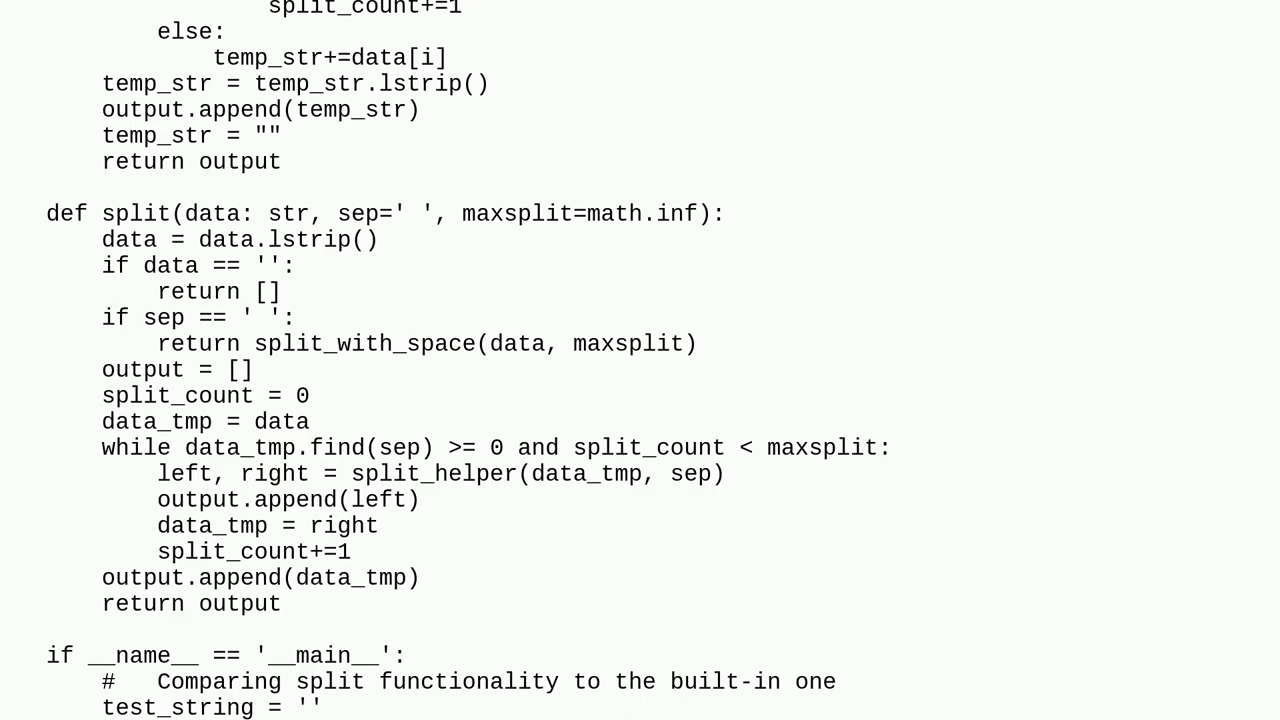 split_count+=1
        else:
            temp_str+=data[i]
    temp_str = temp_str.lstrip()
    output.append(temp_str)
    temp_str = ""
    return output

def split(data: str, sep=' ', maxsplit=math.inf):
    data = data.lstrip()
    if data == '':
        return []
    if sep == ' ':
        return split_with_space(data, maxsplit)
    output = []
    split_count = 0
    data_tmp = data
    while data_tmp.find(sep) >= 0 and split_count < maxsplit:
        left, right = split_helper(data_tmp, sep)
        output.append(left)
        data_tmp = right
        split_count+=1
    output.append(data_tmp)
    return output

if __name__ == '__main__':
    #   Comparing split functionality to the built-in one
    test_string = ''